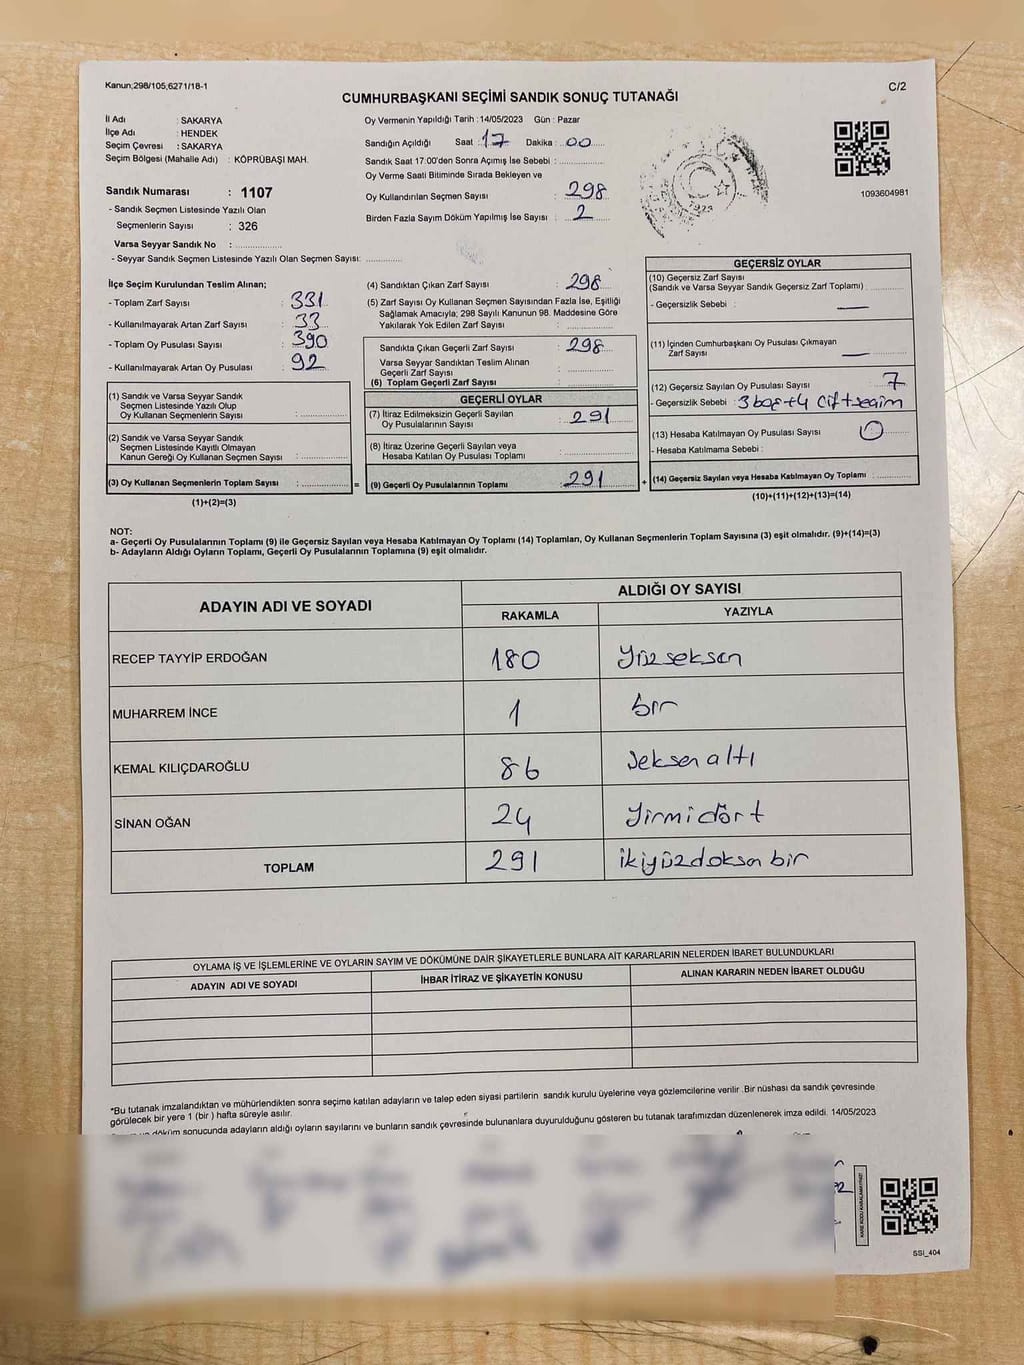 Kanun;298/105;6271/18-1
C/2
CUMHURBAŞKANI SEÇİMİ SANDIK SONUÇ TUTANAĞI
İl Adı : SAKARYA
İlçe Adı : HENDEK
Seçim Çevresi : SAKARYA
Seçim Bölgesi (Mahalle Adı) : KÖPRÜBAŞI MAH.
Sandık Numarası : 1107
- Sandık Seçmen Listesinde Yazılı Olan
Seçmenlerin Sayısı : 326
Varsa Seyyar Sandık No : ..............
- Seyyar Sandık Seçmen Listesinde Yazılı Olan Seçmen Sayısı: ............
Oy Vermenin Yapıldığı Tarih : 14/05/2023 Gün : Pazar
Sandığın Açıldığı Saat : 17 Dakika : 00
Sandık Saat 17:00'den Sonra Açımış İse Sebebi : ..............
Oy Verme Saati Bitiminde Sırada Bekleyen ve
Oy Kullandırılan Seçmen Sayısı : 298
Birden Fazla Sayım Döküm Yapılmış İse Sayısı : 2
1923
1093604981
İlçe Seçim Kurulundan Teslim Alınan;
- Toplam Zarf Sayısı : 331
- Kullanılmayarak Artan Zarf Sayısı : 33
- Toplam Oy Pusulası Sayısı : 390
- Kullanılmayarak Artan Oy Pusulası : 92
(1) Sandık ve Varsa Seyyar Sandık
Seçmen Listesinde Yazılı Olup
Oy Kullanan Seçmenlerin Sayısı : ..............
(2) Sandık ve Varsa Seyyar Sandık
Seçmen Listesinde Kayıtlı Olmayan
Kanun Gereği Oy Kullanan Seçmen Sayısı : ..............
(3) Oy Kullanan Seçmenlerin Toplam Sayısı : .............. =
(1)+(2)=(3)
(4) Sandıktan Çıkan Zarf Sayısı : 298
(5) Zarf Sayısı Oy Kullanan Seçmen Sayısından Fazla İse, Eşitliği
Sağlamak Amacıyla; 298 Sayılı Kanunun 98. Maddesine Göre
Yakılarak Yok Edilen Zarf Sayısı : ..............
Sandıkta Çıkan Geçerli Zarf Sayısı : 298
Varsa Seyyar Sandıktan Teslim Alınan
Geçerli Zarf Sayısı : ..............
(6) Toplam Geçerli Zarf Sayısı : ..............
GEÇERLİ OYLAR
(7) İtiraz Edilmeksizin Geçerli Sayılan
Oy Pusulalarının Sayısı : 291
(8) İtiraz Üzerine Geçerli Sayılan veya
Hesaba Katılan Oy Pusulası Toplamı : ..............
(9) Geçerli Oy Pusulalarının Toplamı : 291 +
GEÇERSİZ OYLAR
(10) Geçersiz Zarf Sayısı
(Sandık ve Varsa Seyyar Sandık Geçersiz Zarf Toplamı) ............
- Geçersizlik Sebebi : —
(11) İçinden Cumhurbaşkanı Oy Pusulası Çıkmayan
Zarf Sayısı —
(12) Geçersiz Sayılan Oy Pusulası Sayısı 7
- Geçersizlik Sebebi : 3 boş+4 Çift seçim
(13) Hesaba Katılmayan Oy Pusulası Sayısı : 0
- Hesaba Katılmama Sebebi :
(14) Geçersiz Sayılan veya Hesaba Katılmayan Oy Toplamı : ............
(10)+(11)+(12)+(13)=(14)
NOT:
a- Geçerli Oy Pusulalarının Toplamı (9) ile Geçersiz Sayılan veya Hesaba Katılmayan Oy Toplamı (14) Toplamları, Oy Kullanan Seçmenlerin Toplam Sayısına (3) eşit olmalıdır. (9)+(14)=(3)
b- Adayların Aldığı Oyların Toplamı, Geçerli Oy Pusulalarının Toplamına (9) eşit olmalıdır.
ADAYIN ADI VE SOYADI
ALDIĞI OY SAYISI
RAKAMLA YAZIYLA
RECEP TAYYİP ERDOĞAN 180 Yüzseksen
MUHARREM İNCE 1 bir
KEMAL KILIÇDAROĞLU 86 Seksenaltı
SİNAN OĞAN 24 Yirmidört
TOPLAM 291 ikiyüzdoksan bir
OYLAMA İŞ VE İŞLEMLERİNE VE OYLARIN SAYIM VE DÖKÜMÜNE DAİR ŞİKAYETLERLE BUNLARA AİT KARARLARIN NELERDEN İBARET BULUNDUKLARI
ADAYIN ADI VE SOYADI İHBAR İTİRAZ VE ŞİKAYETİN KONUSU ALINAN KARARIN NEDEN İBARET OLDUĞU
*Bu tutanak imzalandıktan ve mühürlendikten sonra seçime katılan adayların ve talep eden siyasi partilerin sandık kurulu üyelerine veya gözlemcilerine verilir .Bir nüshası da sandık çevresinde
görülecek bir yere 1 (bir ) hafta süreyle asılır.
döküm sonucunda adayların aldığı oyların sayılarını ve bunların sandık çevresinde bulunanlara duyurulduğunu gösteren bu tutanak tarafımızdan düzenlenerek imza edildi. 14/05/2023
KARE KODU KARALAMAYINIZ!
SSI_404